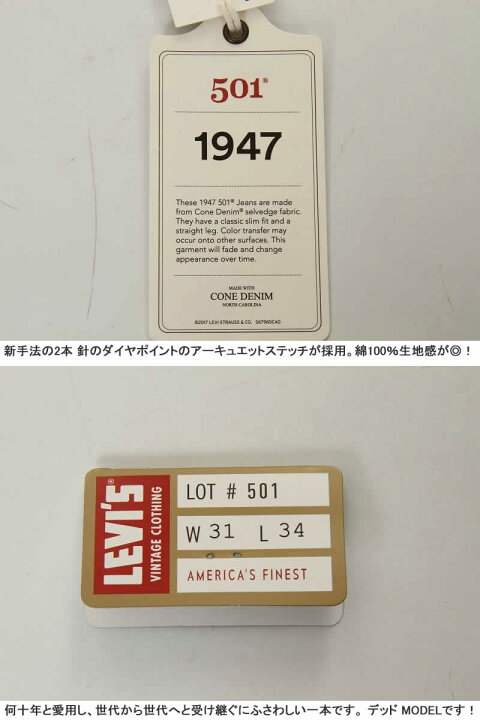 501®
1947
These 1947 501® Jeans are made
from Cone Denim® selvedge fabric.
They have a classic slim fit and a
straight leg. Color transfer may
occur onto other surfaces. This
garment will fade and change
appearance over time.
MADE WITH
CONE DENIM
NORTH CAROLINA
©2017 LEVI STRAUSS & CO. 567965CAD
新手法の2本 針のダイヤポイントのアーキュエットステッチが採用。綿100%生地感が◎！
LEVI'S®
VINTAGE CLOTHING
LOT # 501
W 31 L 34
AMERICA'S FINEST
何十年と愛用し、世代から世代へと受け継ぐにふさわしい一本です。 デッド MODELです！